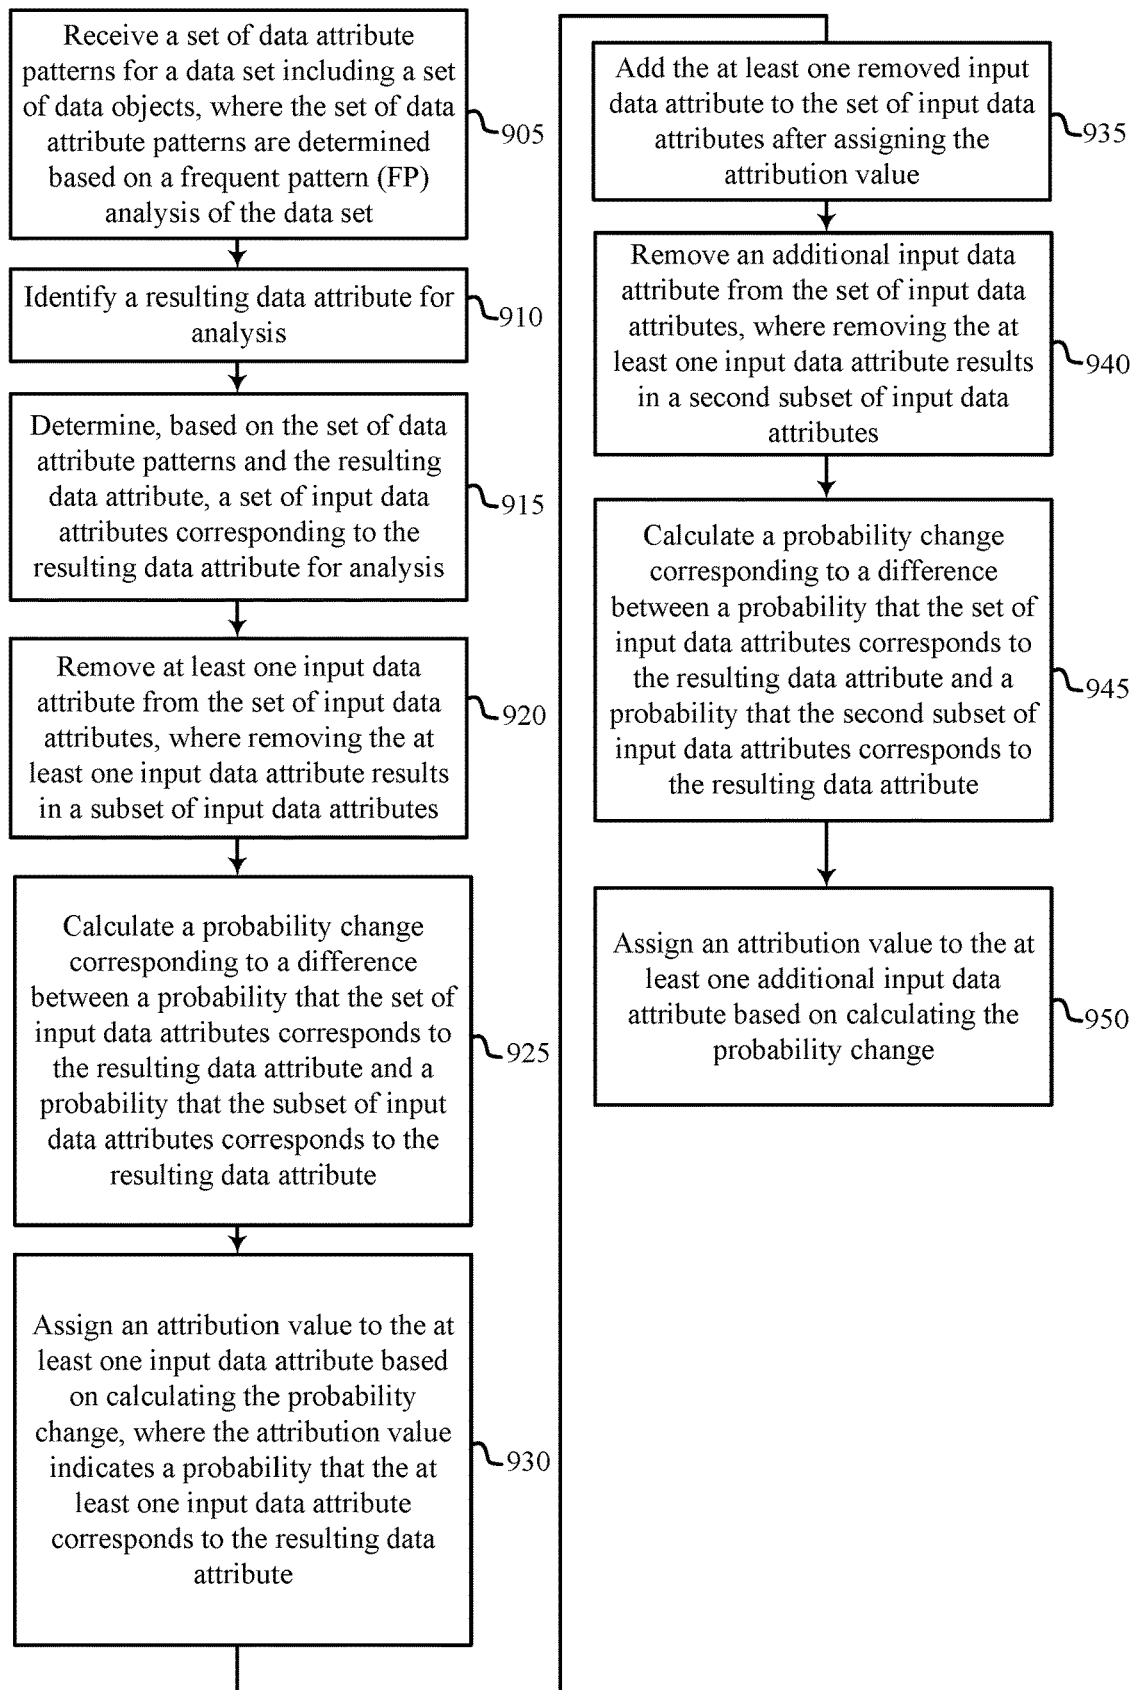 Receive a set of data attribute
patterns for a data set including a set
of data objects, where the set of data
attribute patterns are determined
based on a frequent pattern (FP)
analysis of the data set
905
Identify a resulting data attribute for
analysis
910
Determine, based on the set of data
attribute patterns and the resulting
data attribute, a set of input data
attributes corresponding to the
resulting data attribute for analysis
915
Remove at least one input data
attribute from the set of input data
attributes, where removing the at
least one input data attribute results
in a subset of input data attributes
920
Calculate a probability change
corresponding to a difference
between a probability that the set of
input data attributes corresponds to
the resulting data attribute and a
probability that the subset of input
data attributes corresponds to the
resulting data attribute
925
Assign an attribution value to the at
least one input data attribute based
on calculating the probability
change, where the attribution value
indicates a probability that the at
least one input data attribute
corresponds to the resulting data
attribute
930
Add the at least one removed input
data attribute to the set of input data
attributes after assigning the
attribution value
935
Remove an additional input data
attribute from the set of input data
attributes, where removing the at
least one input data attribute results
in a second subset of input data
attributes
940
Calculate a probability change
corresponding to a difference
between a probability that the set of
input data attributes corresponds to
the resulting data attribute and a
probability that the second subset of
input data attributes corresponds to
the resulting data attribute
945
Assign an attribution value to the at
least one additional input data
attribute based on calculating the
probability change
950